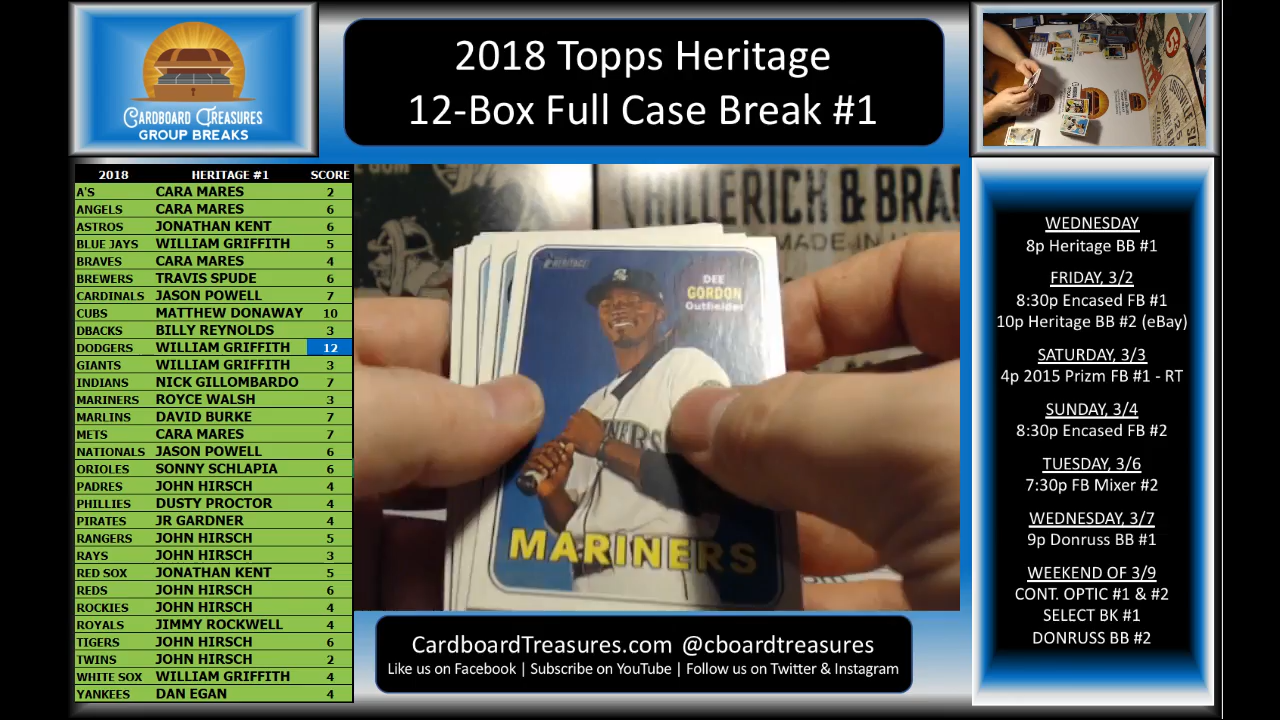 CARDBOARD TREASURES
GROUP BREAKS
2018 Topps Heritage
12-Box Full Case Break #1
2018 HERITAGE #1 SCORE
A'S CARA MARES 2
ANGELS CARA MARES 6
ASTROS JONATHAN KENT 6
BLUE JAYS WILLIAM GRIFFITH 5
BRAVES CARA MARES 4
BREWERS TRAVIS SPUDE 6
CARDINALS JASON POWELL 7
CUBS MATTHEW DONAWAY 10
DBACKS BILLY REYNOLDS 3
DODGERS WILLIAM GRIFFITH 12
GIANTS WILLIAM GRIFFITH 3
INDIANS NICK GILLOMBARDO 7
MARINERS ROYCE WALSH 3
MARLINS DAVID BURKE 7
METS CARA MARES 7
NATIONALS JASON POWELL 6
ORIOLES SONNY SCHLAPIA 6
PADRES JOHN HIRSCH 4
PHILLIES DUSTY PROCTOR 4
PIRATES JR GARDNER 4
RANGERS JOHN HIRSCH 5
RAYS JOHN HIRSCH 3
RED SOX JONATHAN KENT 5
REDS JOHN HIRSCH 6
ROCKIES JOHN HIRSCH 4
ROYALS JIMMY ROCKWELL 4
TIGERS JOHN HIRSCH 6
TWINS JOHN HIRSCH 2
WHITE SOX WILLIAM GRIFFITH 4
YANKEES DAN EGAN 4
HILLERICH & BRAD
MADE IN U
HERITAGE
DEE
GORDON
Outfielder
MARINERS
CardboardTreasures.com @cboardtreasures
Like us on Facebook | Subscribe on YouTube | Follow us on Twitter & Instagram
WEDNESDAY
8p Heritage BB #1
FRIDAY, 3/2
8:30p Encased FB #1
10p Heritage BB #2 (eBay)
SATURDAY, 3/3
4p 2015 Prizm FB #1 - RT
SUNDAY, 3/4
8:30p Encased FB #2
TUESDAY, 3/6
7:30p FB Mixer #2
WEDNESDAY, 3/7
9p Donruss BB #1
WEEKEND OF 3/9
CONT. OPTIC #1 & #2
SELECT BK #1
DONRUSS BB #2